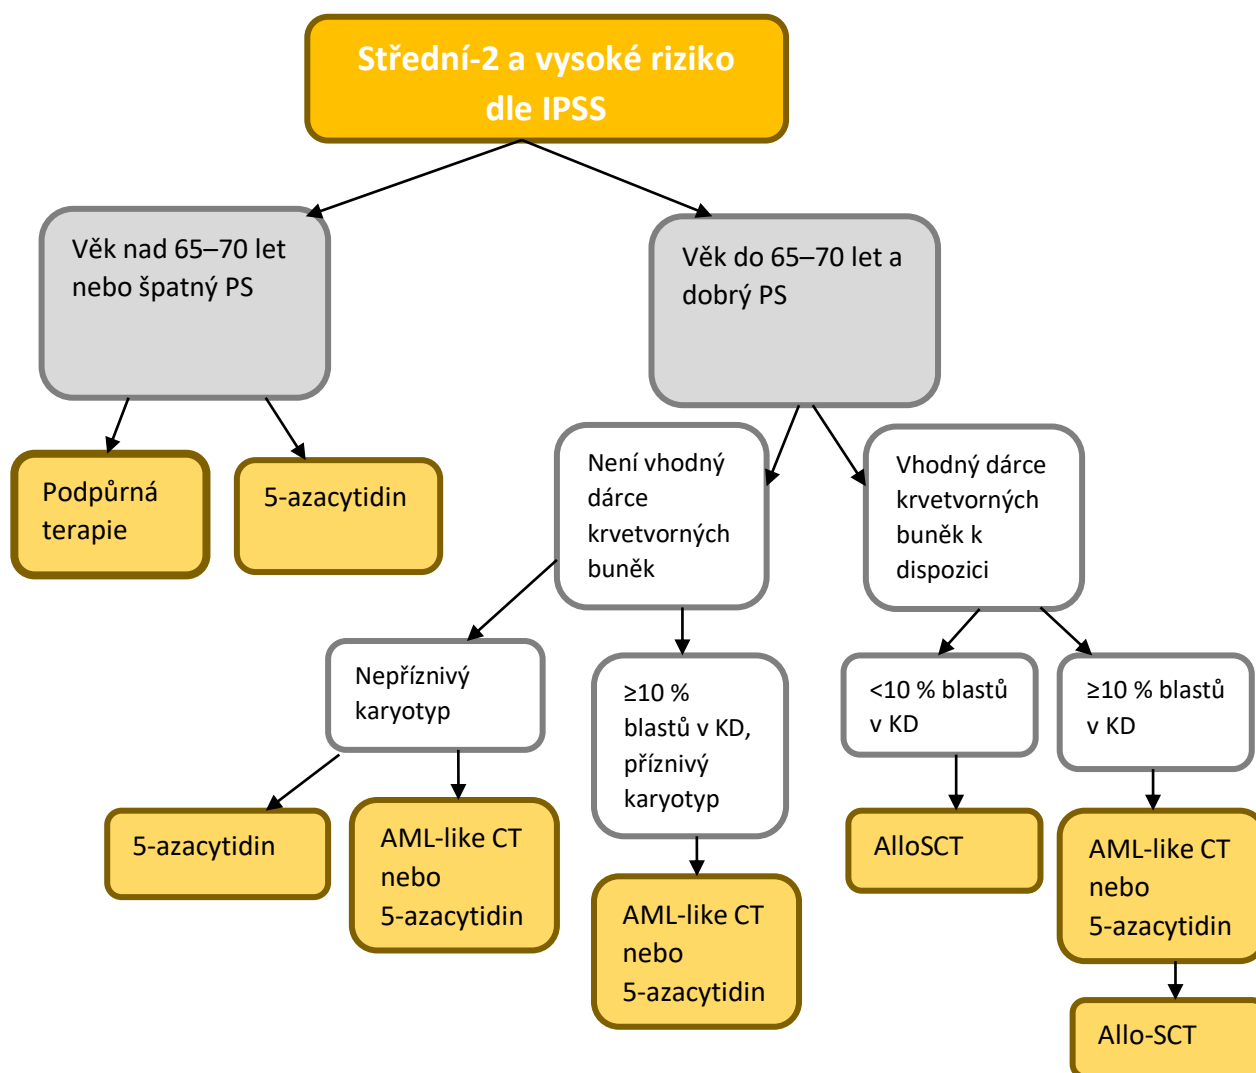 Střední-2 a vysoké riziko
dle IPSS
Věk nad 65–70 let
nebo špatný PS
Věk do 65–70 let a
dobrý PS
Podpůrná
terapie
5-azacytidin
Není vhodný
dárce
krvetvorných
buněk
Vhodný dárce
krvetvorných
buněk k
dispozici
Nepříznivý
karyotyp
≥10 %
blastů v KD,
příznivý
karyotyp
<10 % blastů
v KD
≥10 % blastů
v KD
5-azacytidin
AML-like CT
nebo
5-azacytidin
AML-like CT
nebo
5-azacytidin
AlloSCT
AML-like CT
nebo
5-azacytidin
Allo-SCT